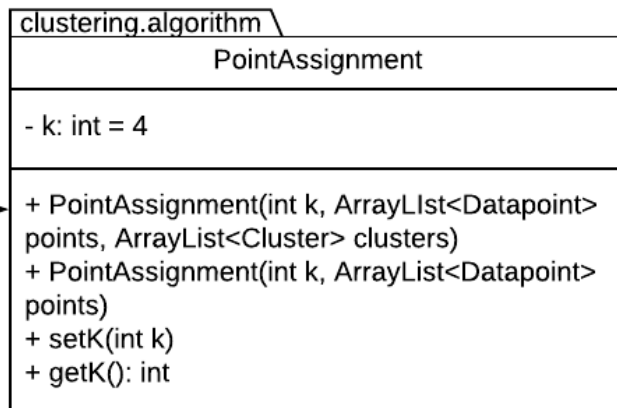 clustering.algorithm
PointAssignment
- k: int = 4
+ PointAssignment(int k, ArrayLIst<Datapoint>
points, ArrayList<Cluster> clusters)
+ PointAssignment(int k, ArrayList<Datapoint>
points)
+ setK(int k)
+ getK(): int